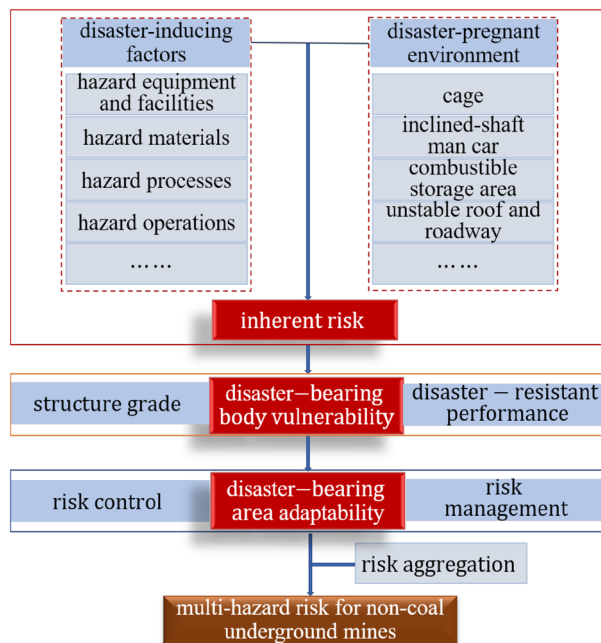 disaster-inducing
factors
hazard equipment
and facilities
hazard materials
hazard processes
hazard operations
... ...
disaster-pregnant
environment
cage
inclined-shaft
man car
combustible
storage area
unstable roof and
roadway
... ...
inherent risk
structure grade
disaster−bearing
body vulnerability
disaster − resistant
performance
risk control
disaster−bearing
area adaptability
risk
management
risk aggregation
multi-hazard risk for non-coal
underground mines